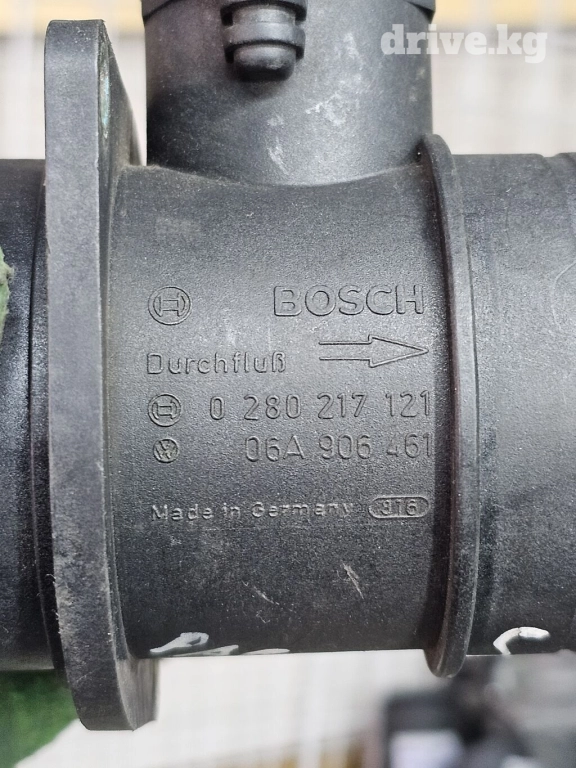 drive.kg
BOSCH
Durchfluß
0 280 217 121
06A 906 461
Made in Germany 316